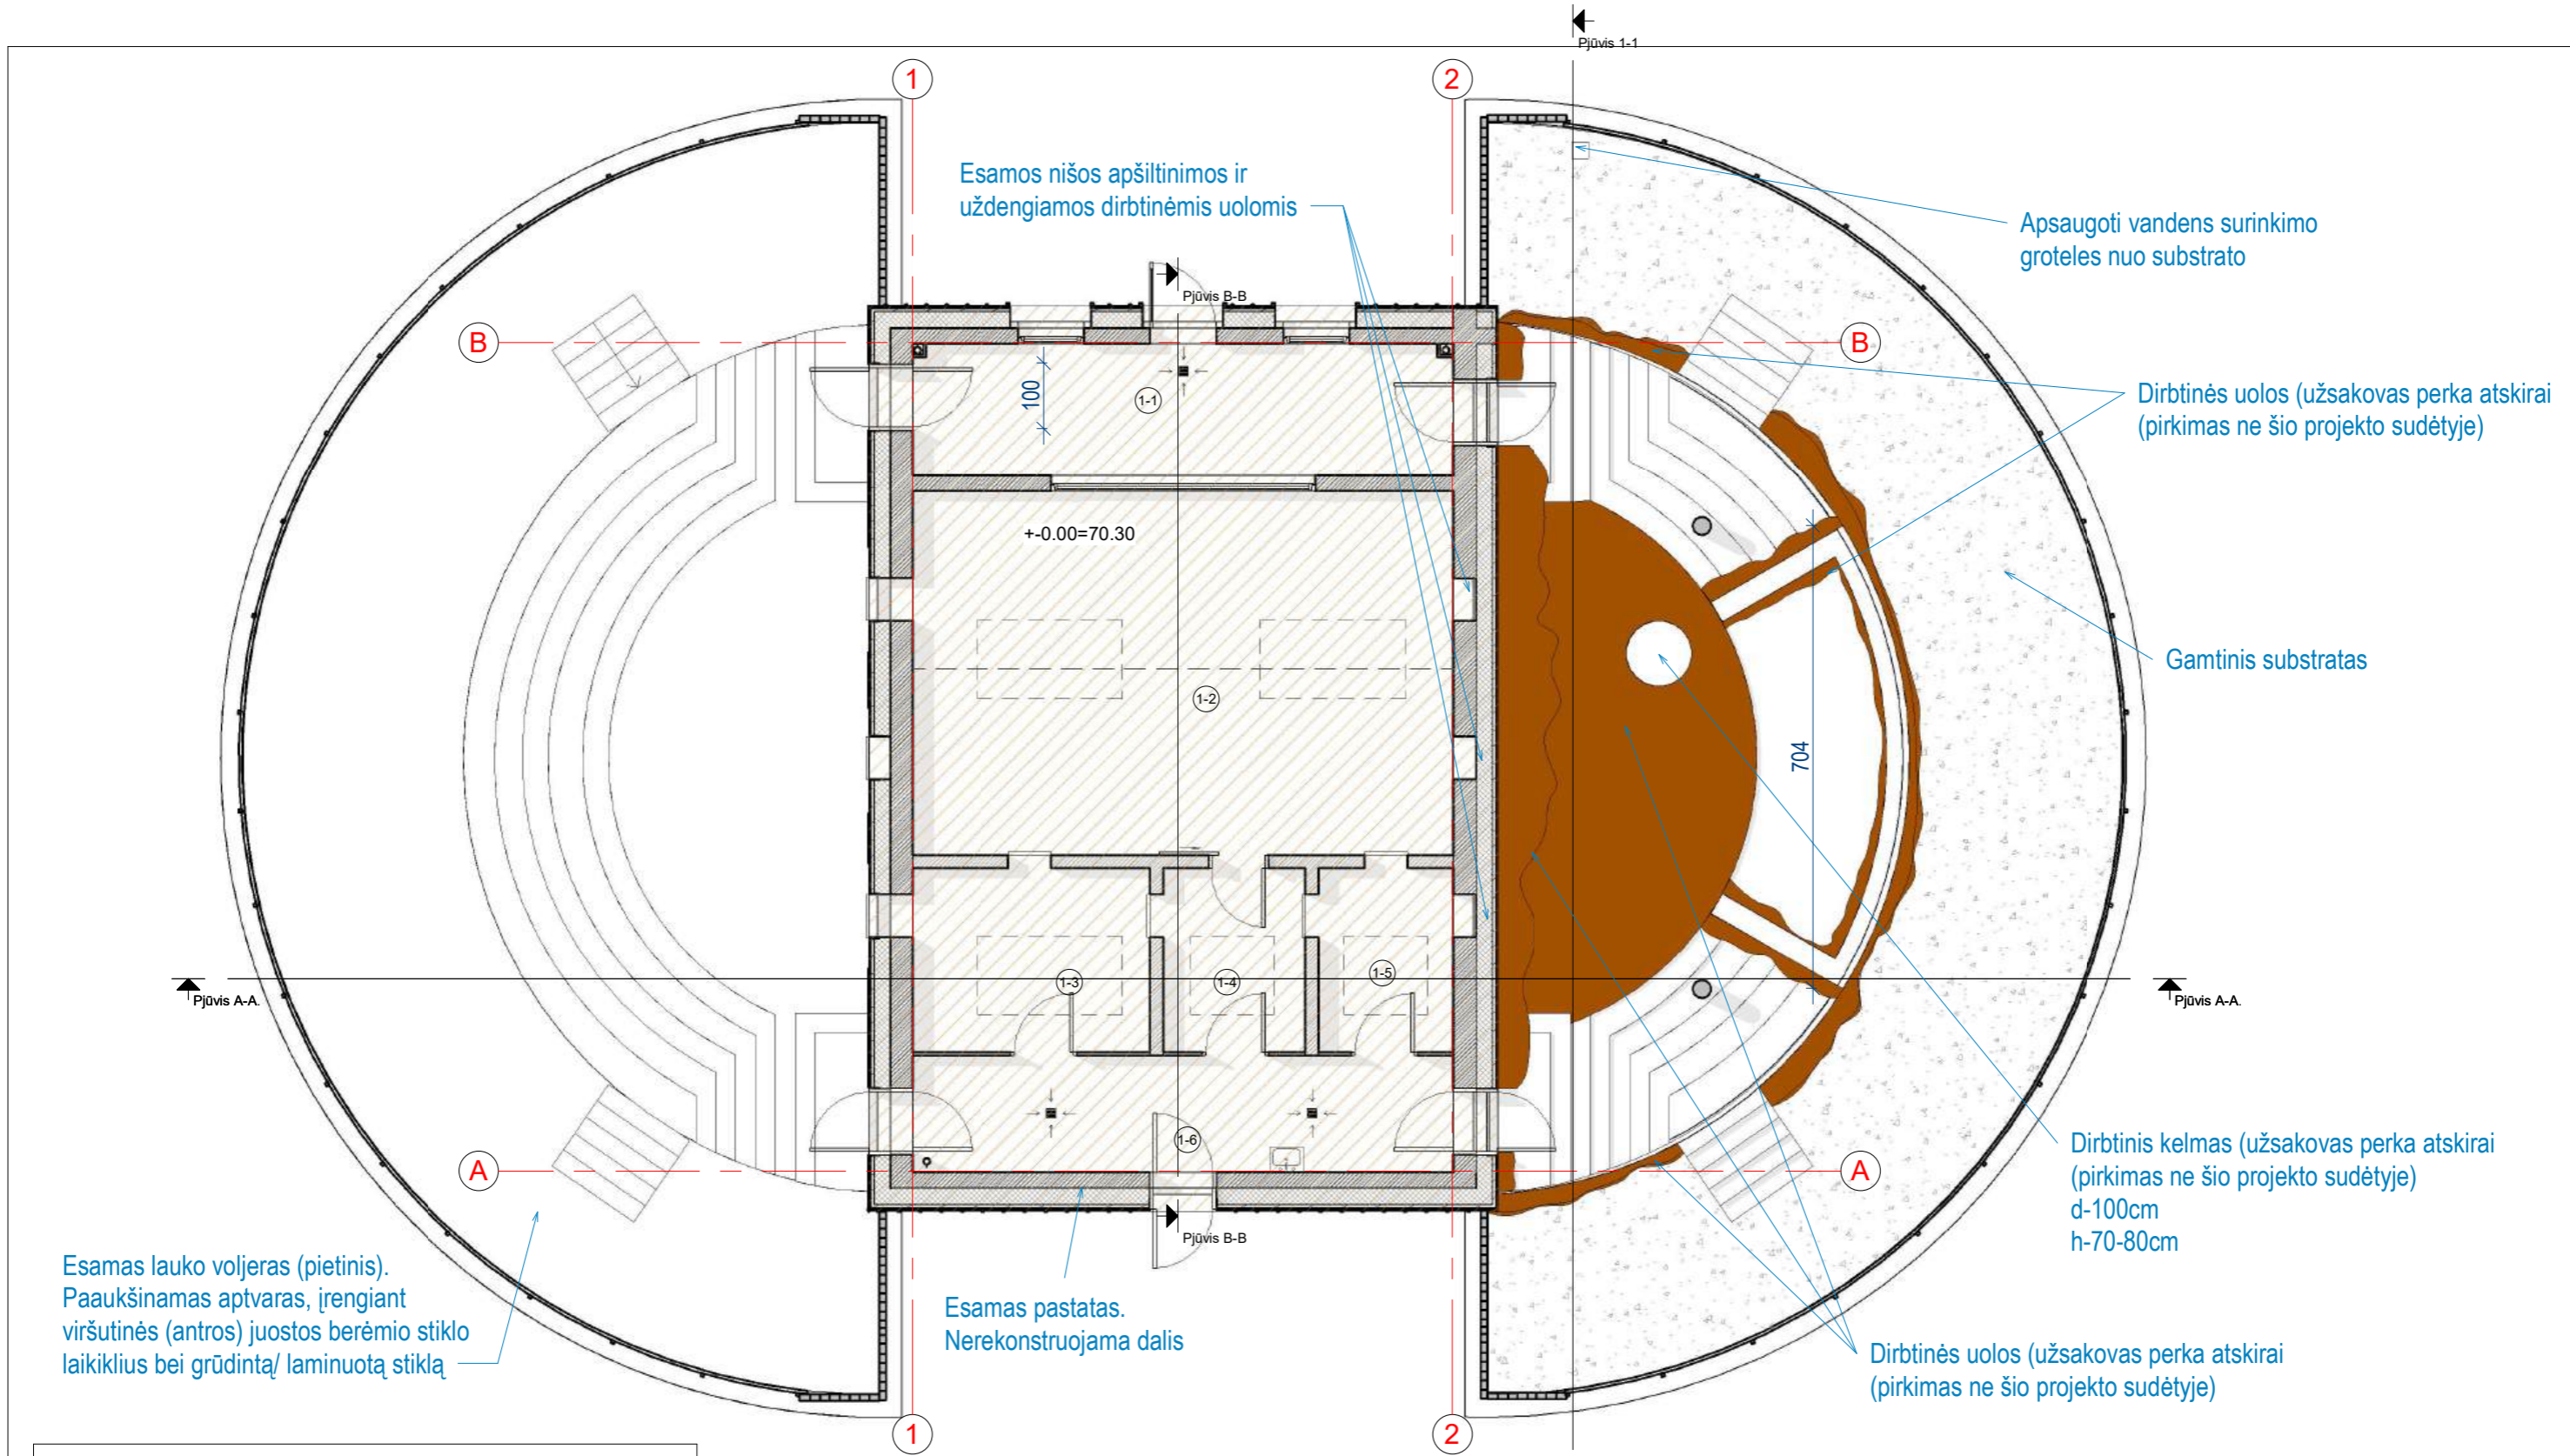 Pjūvis 1-1
1
2
Esamos nišos apšiltinimos ir
uždengiamos dirbtinėmis uolomis
Apsaugoti vandens surinkimo
groteles nuo substrato
Pjūvis B-B
B
B
100
1-1
Dirbtinės uolos (užsakovas perka atskirai
(pirkimas ne šio projekto sudėtyje)
+-0.00=70.30
Gamtinis substratas
1-2
704
1-3
1-4
1-5
Pjūvis A-A.
Pjūvis A-A.
1-6
A
A
Dirbtinis kelmas (užsakovas perka atskirai
(pirkimas ne šio projekto sudėtyje)
d-100cm
h-70-80cm
Pjūvis B-B
Esamas lauko voljeras (pietinis).
Paaukšinamas aptvaras, įrengiant
viršutinės (antros) juostos berėmio stiklo
laikiklius bei grūdintą/ laminuotą stiklą
Esamas pastatas.
Nerekonstruojama dalis
Dirbtinės uolos (užsakovas perka atskirai
(pirkimas ne šio projekto sudėtyje)
1
2